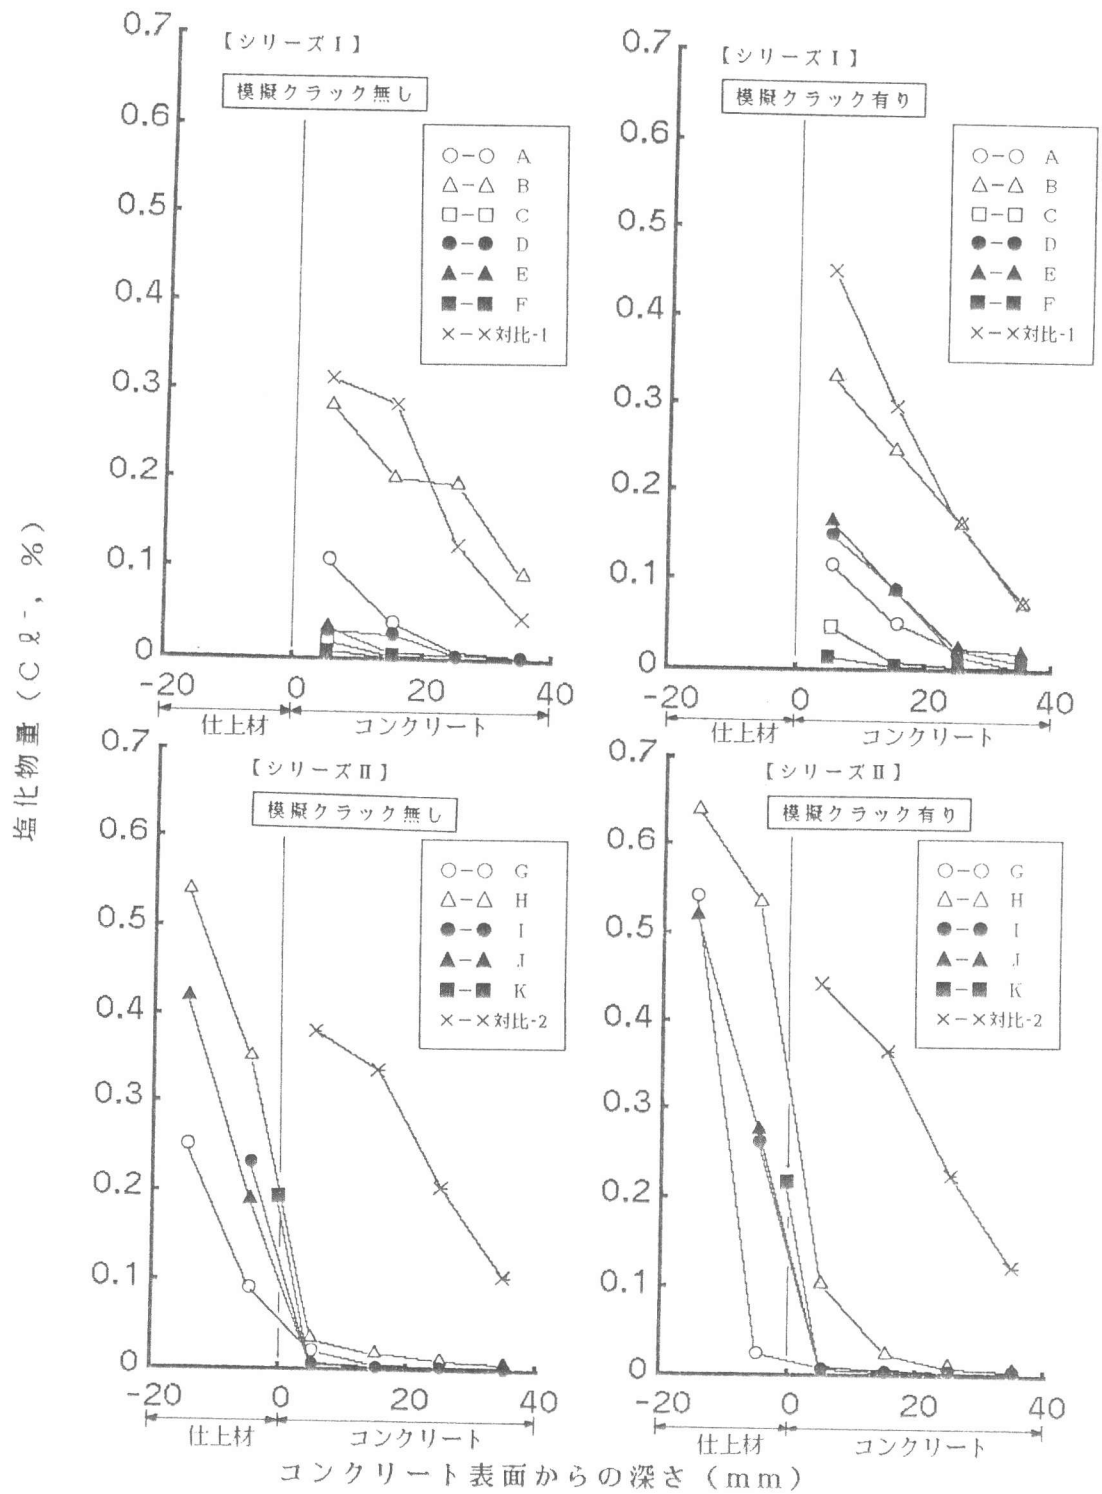 塩化物量(Cℓ⁻, %)
【シリーズⅠ】
模擬クラック無し
0.7
0.6
0.5
0.4
0.3
0.2
0.1
0
A
B
C
D
E
F
対比-1
-20 0 20 40
仕上材 コンクリート
【シリーズⅠ】
模擬クラック有り
0.7
0.6
0.5
0.4
0.3
0.2
0.1
0
A
B
C
D
E
F
対比-1
-20 0 20 40
仕上材 コンクリート
【シリーズⅡ】
模擬クラック無し
0.7
0.6
0.5
0.4
0.3
0.2
0.1
0
G
H
I
J
K
対比-2
-20 0 20 40
仕上材 コンクリート
【シリーズⅡ】
模擬クラック有り
0.7
0.6
0.5
0.4
0.3
0.2
0.1
0
G
H
I
J
K
対比-2
-20 0 20 40
仕上材 コンクリート
コンクリート表面からの深さ(mm)